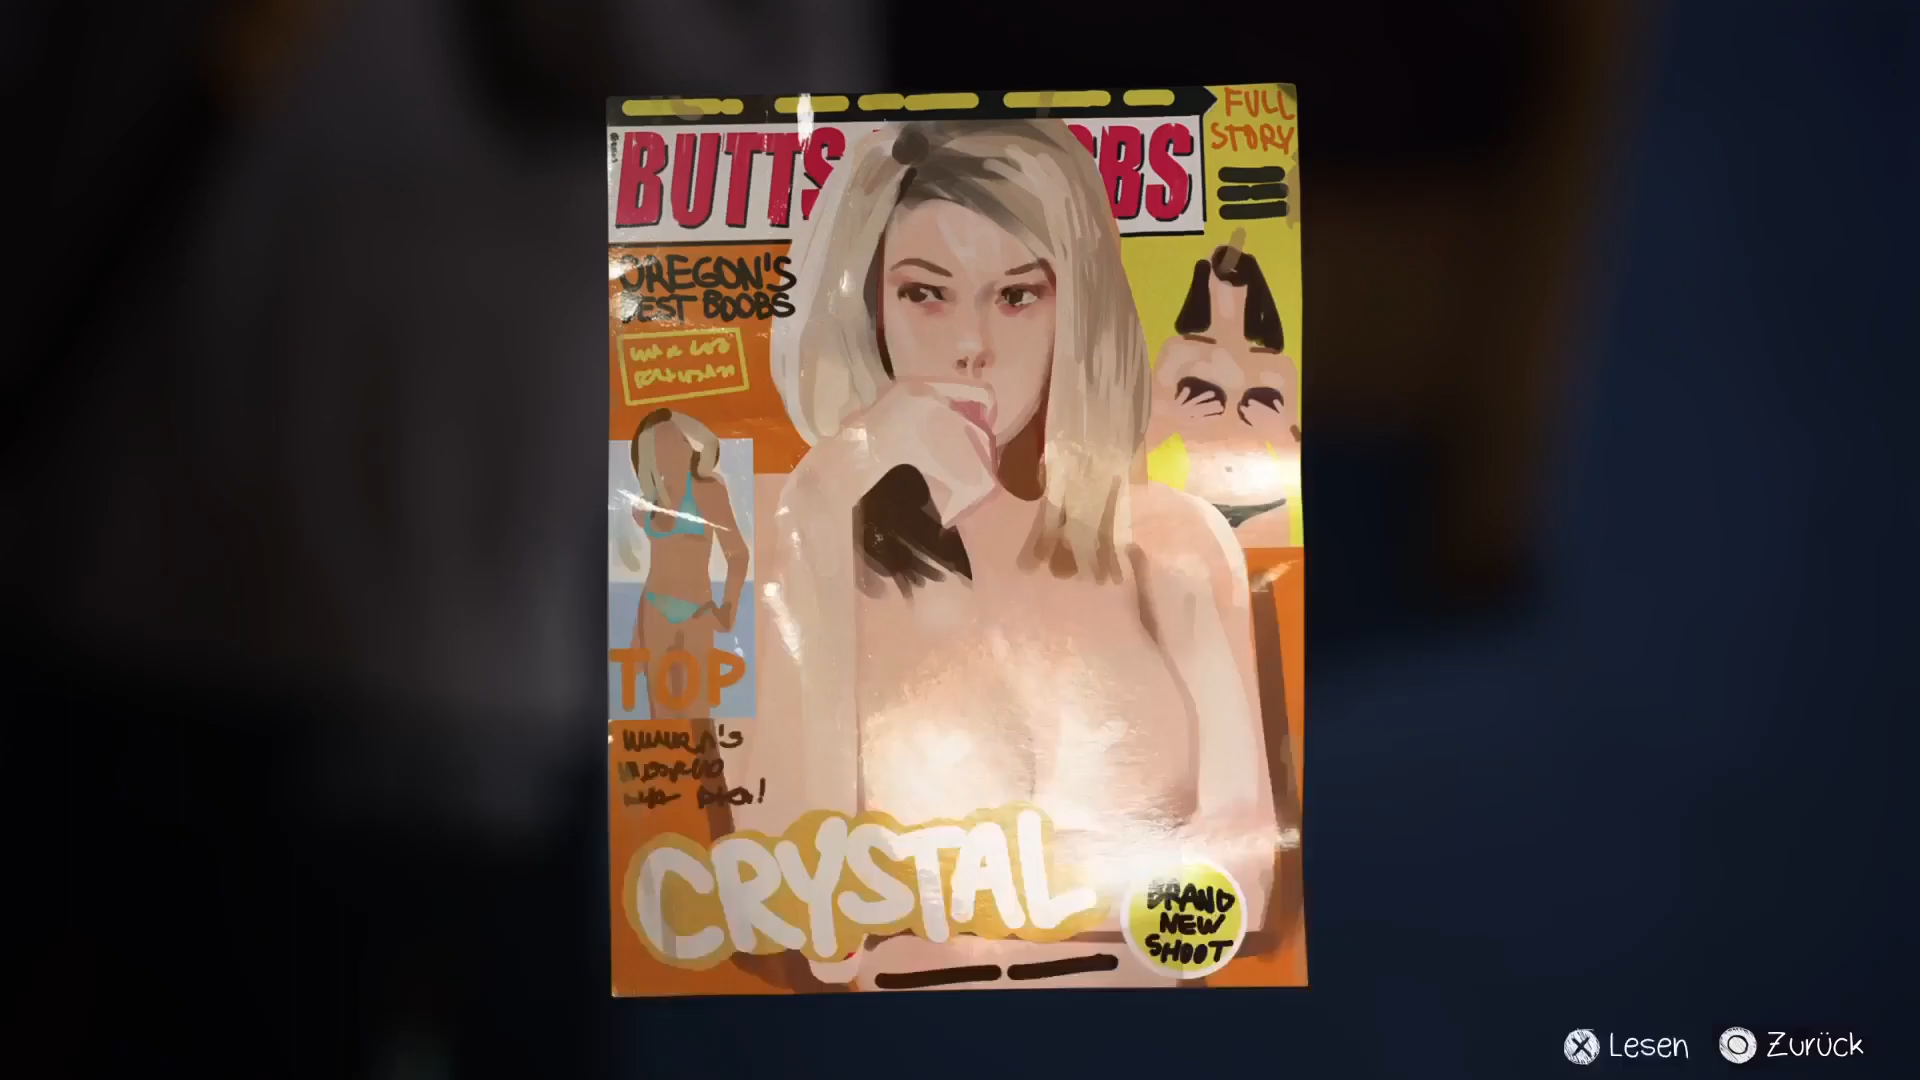 BUTTS
BS
FULL
STORY
OREGON'S
BEST BOOBS
TOP
CRYSTAL
BRAND
NEW
SHOOT
Lesen
Zurück